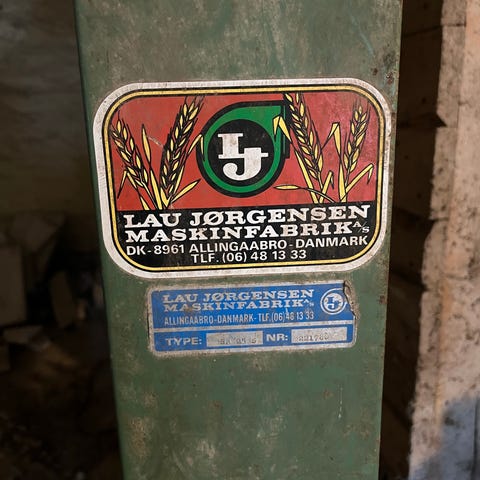 LJ
LAU JØRGENSEN
MASKINFABRIK A/S
DK-8961 ALLINGAABRO-DANMARK
TLF. (06) 48 13 33
LAU JØRGENSEN
MASKINFABRIK A/S
LJ
ALLINGAABRO-DANMARK-TLF.(06)48 13 33
TYPE: NR: